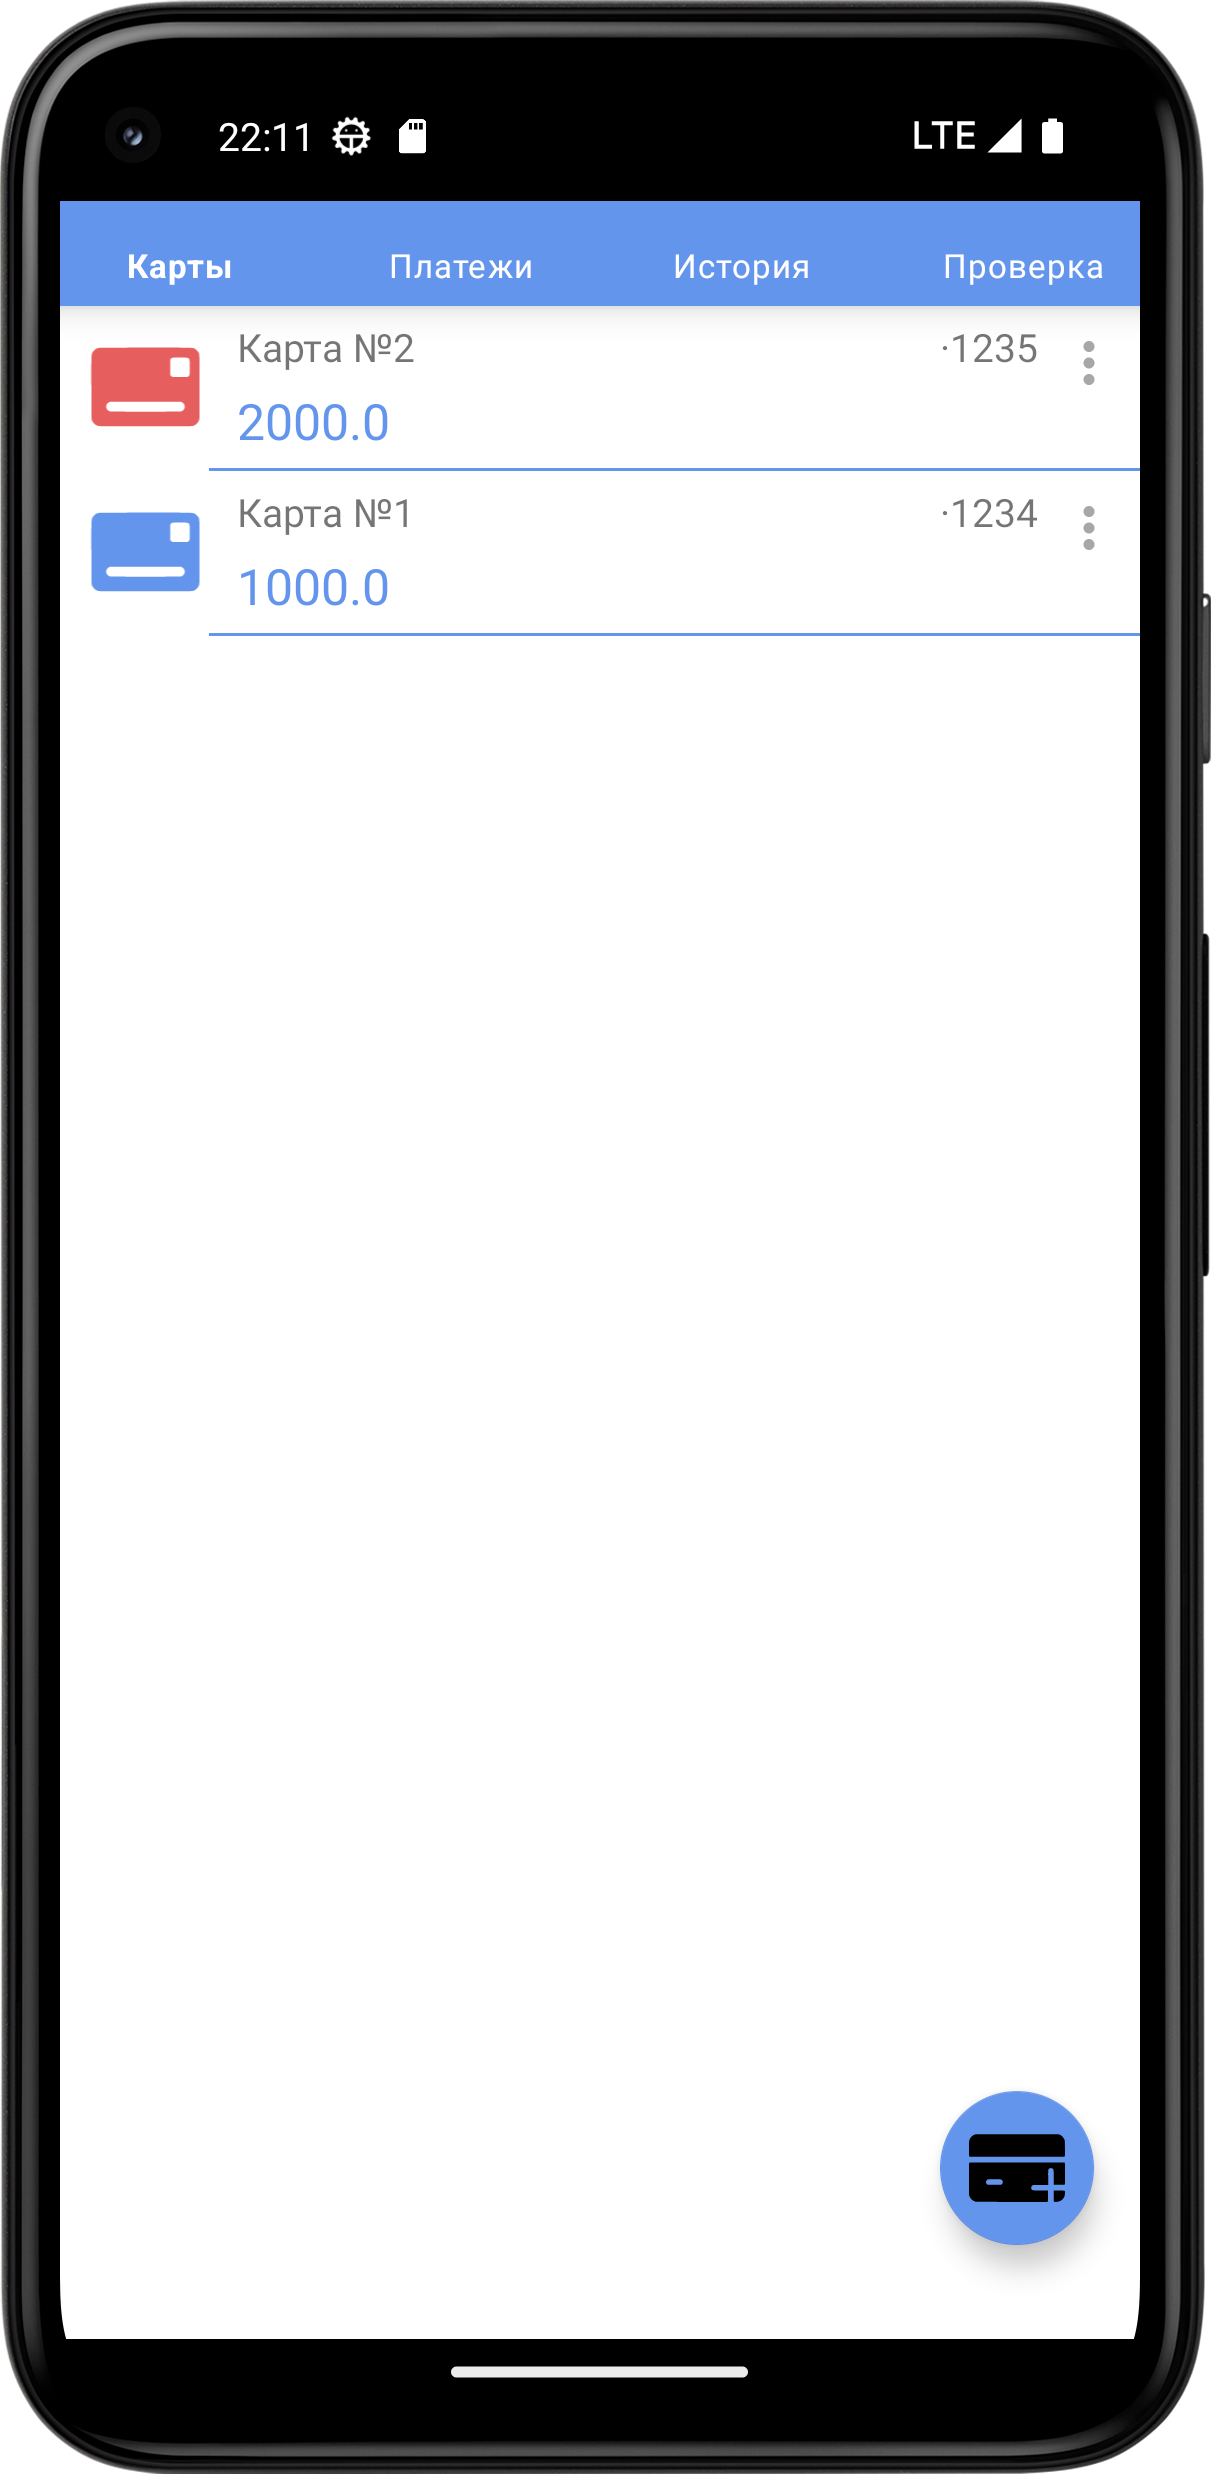 22:11 LTE
Карты Платежи История Проверка
Карта №2 ·1235
2000.0
Карта №1 ·1234
1000.0